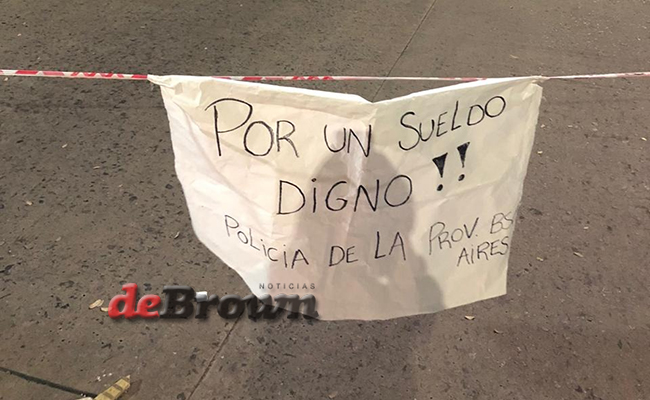 POR UN SUELDO
DIGNO !!
POLICIA DE LA PROV. BS
AIRES
NOTICIAS
deBrown